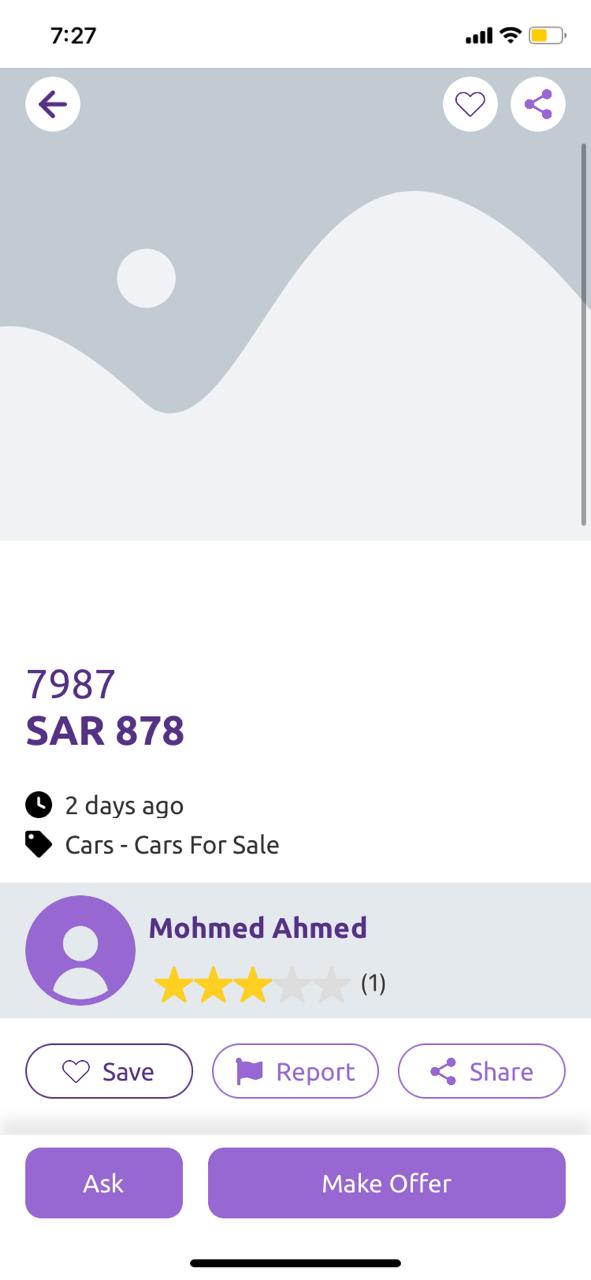 7:27
7987
SAR 878
2 days ago
Cars - Cars For Sale
Mohmed Ahmed
(1)
Save
Report
Share
Ask
Make Offer